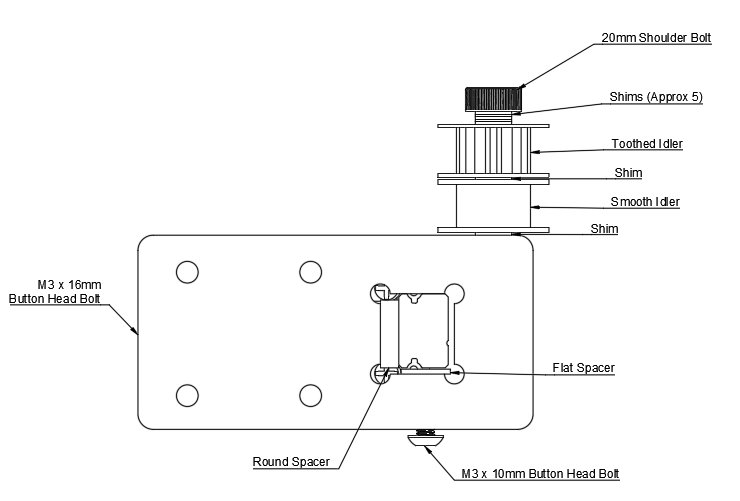 20mm Shoulder Bolt
Shims (Approx 5)
Toothed Idler
Shim
Smooth Idler
Shim
M3 x 16mm
Button Head Bolt
Flat Spacer
Round Spacer
M3 x 10mm Button Head Bolt